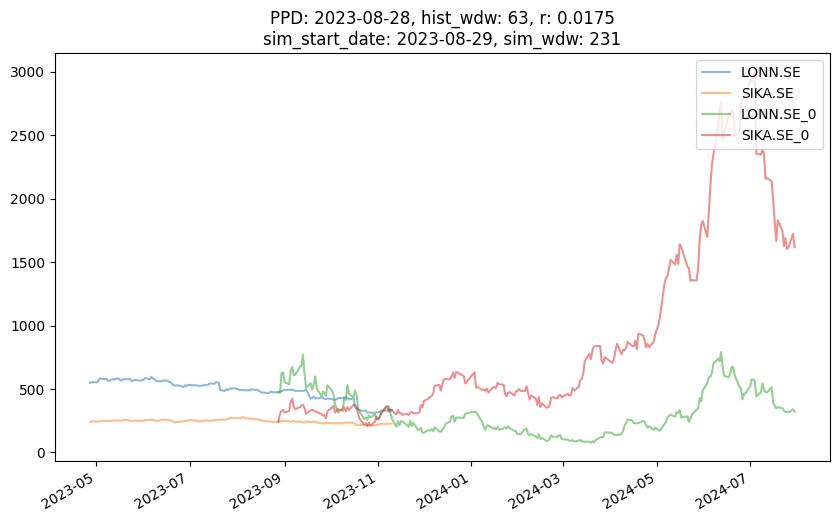 PPD: 2023-08-28, hist_wdw: 63, r: 0.0175
sim_start_date: 2023-08-29, sim_wdw: 231
LONN.SE
SIKA.SE
LONN.SE_0
SIKA.SE_0
3000
2500
2000
1500
1000
500
0
2023-05
2023-07
2023-09
2023-11
2024-01
2024-03
2024-05
2024-07